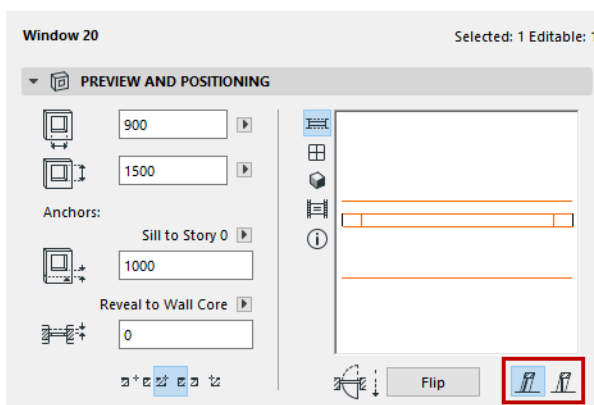 Window 20
Selected: 1 Editable: 1
PREVIEW AND POSITIONING
900
1500
Anchors:
Sill to Story 0
1000
Reveal to Wall Core
0
Flip